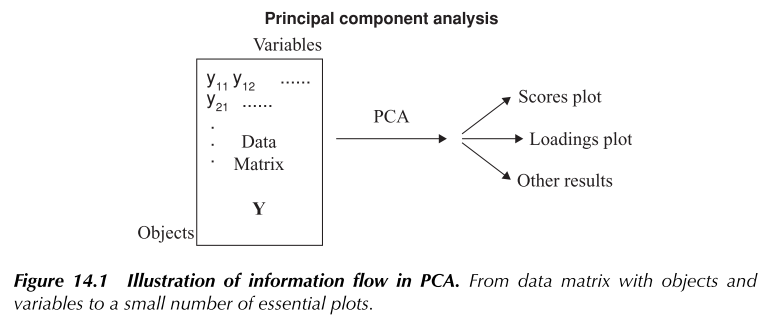 Principal component analysis
Variables
y11 y12 ......
y21 ......
.
. Data
. Matrix
Y
Objects
PCA
Scores plot
Loadings plot
Other results
Figure 14.1 Illustration of information flow in PCA. From data matrix with objects and
variables to a small number of essential plots.